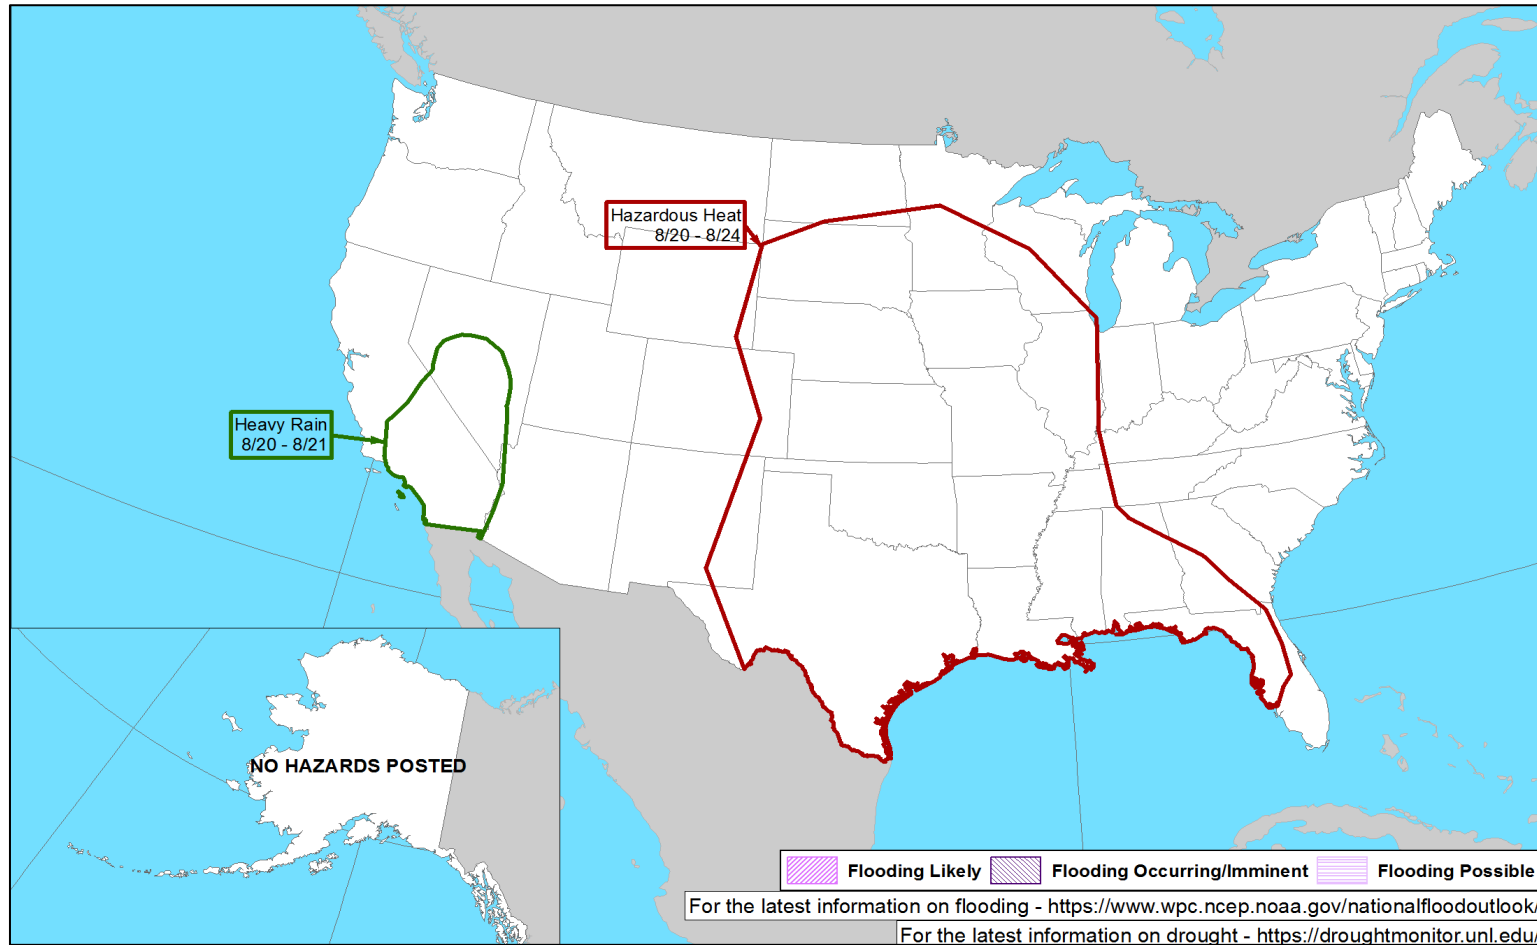 Hazardous Heat
8/20 - 8/24
Heavy Rain
8/20 - 8/21
NO HAZARDS POSTED
Flooding Likely
Flooding Occurring/Imminent
Flooding Possible
For the latest information on flooding - https://www.wpc.ncep.noaa.gov/nationalfloodoutlook/
For the latest information on drought - https://droughtmonitor.unl.edu/